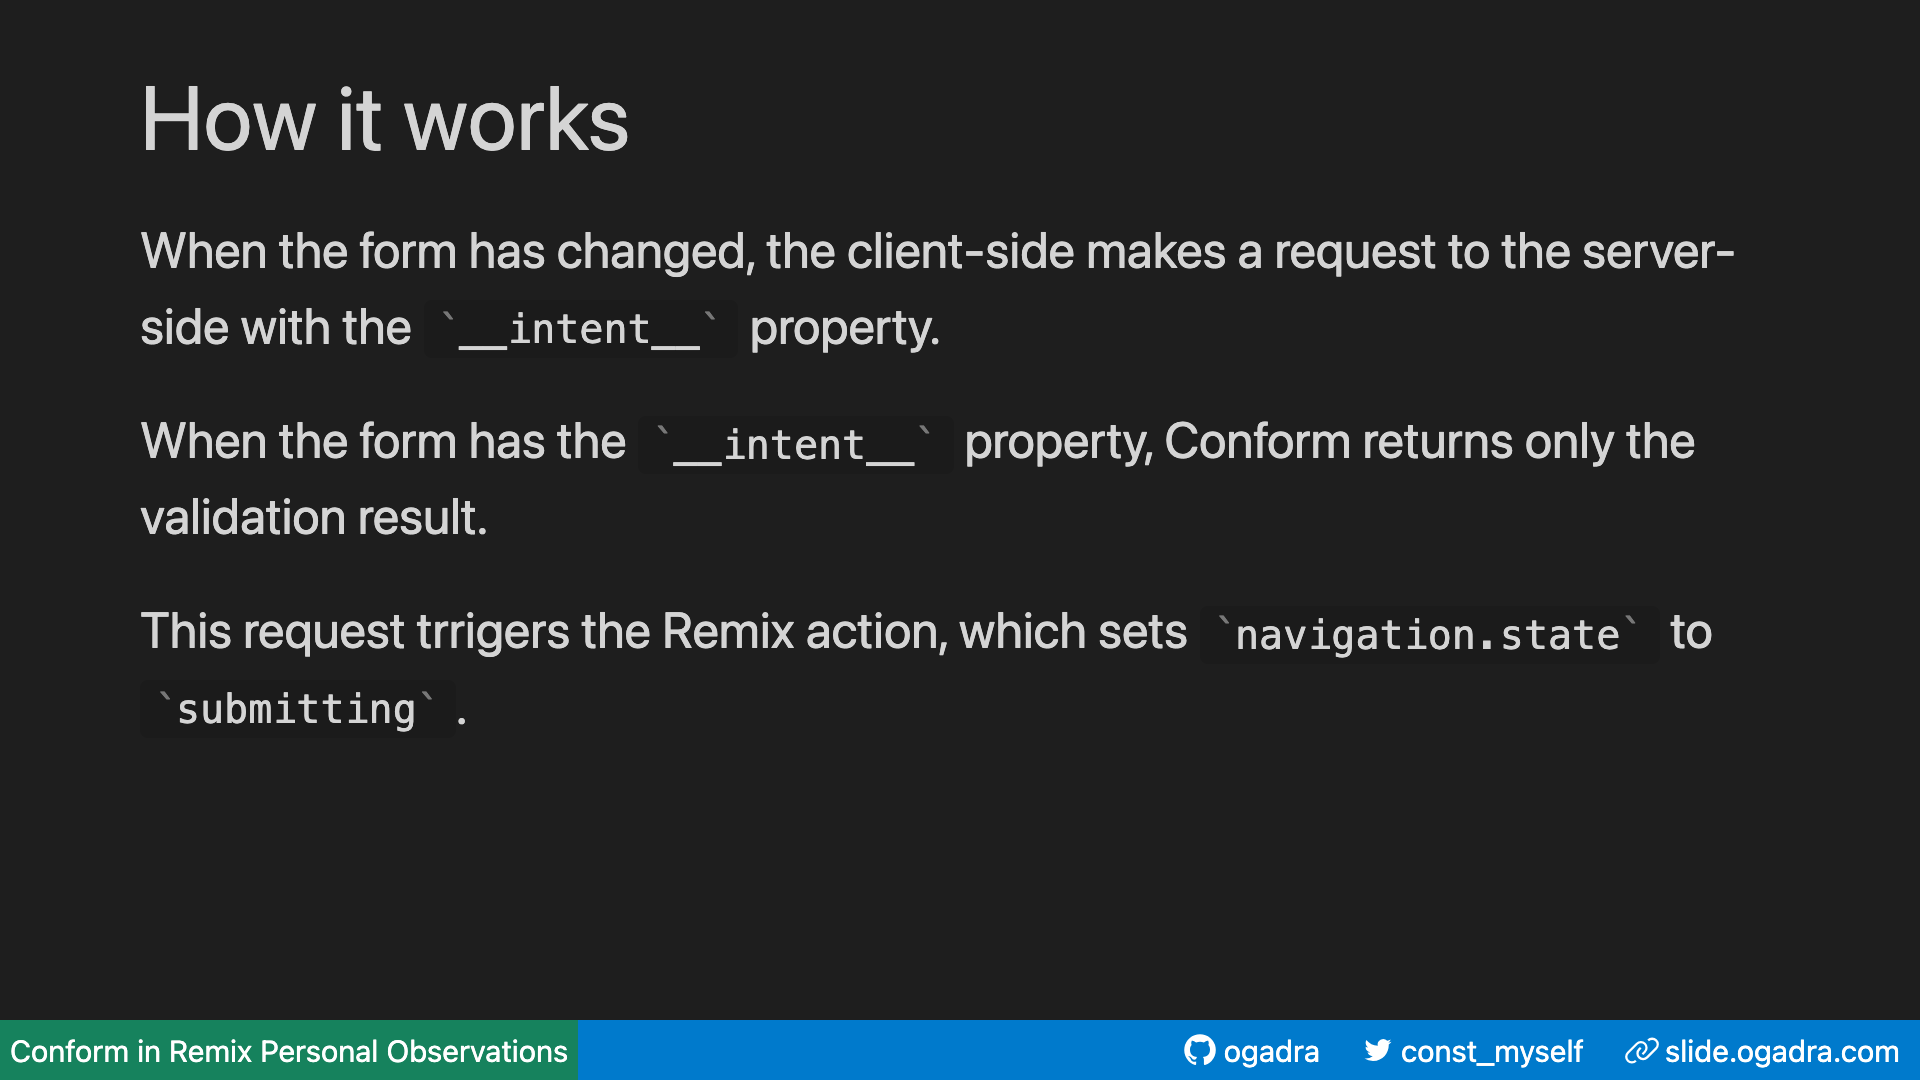 How it works
When the form has changed, the client-side makes a request to the server-
side with the `__intent__` property.
When the form has the `__intent__` property, Conform returns only the
validation result.
This request trrigers the Remix action, which sets `navigation.state` to
`submitting`.
Conform in Remix Personal Observations
ogadra const_myself slide.ogadra.com